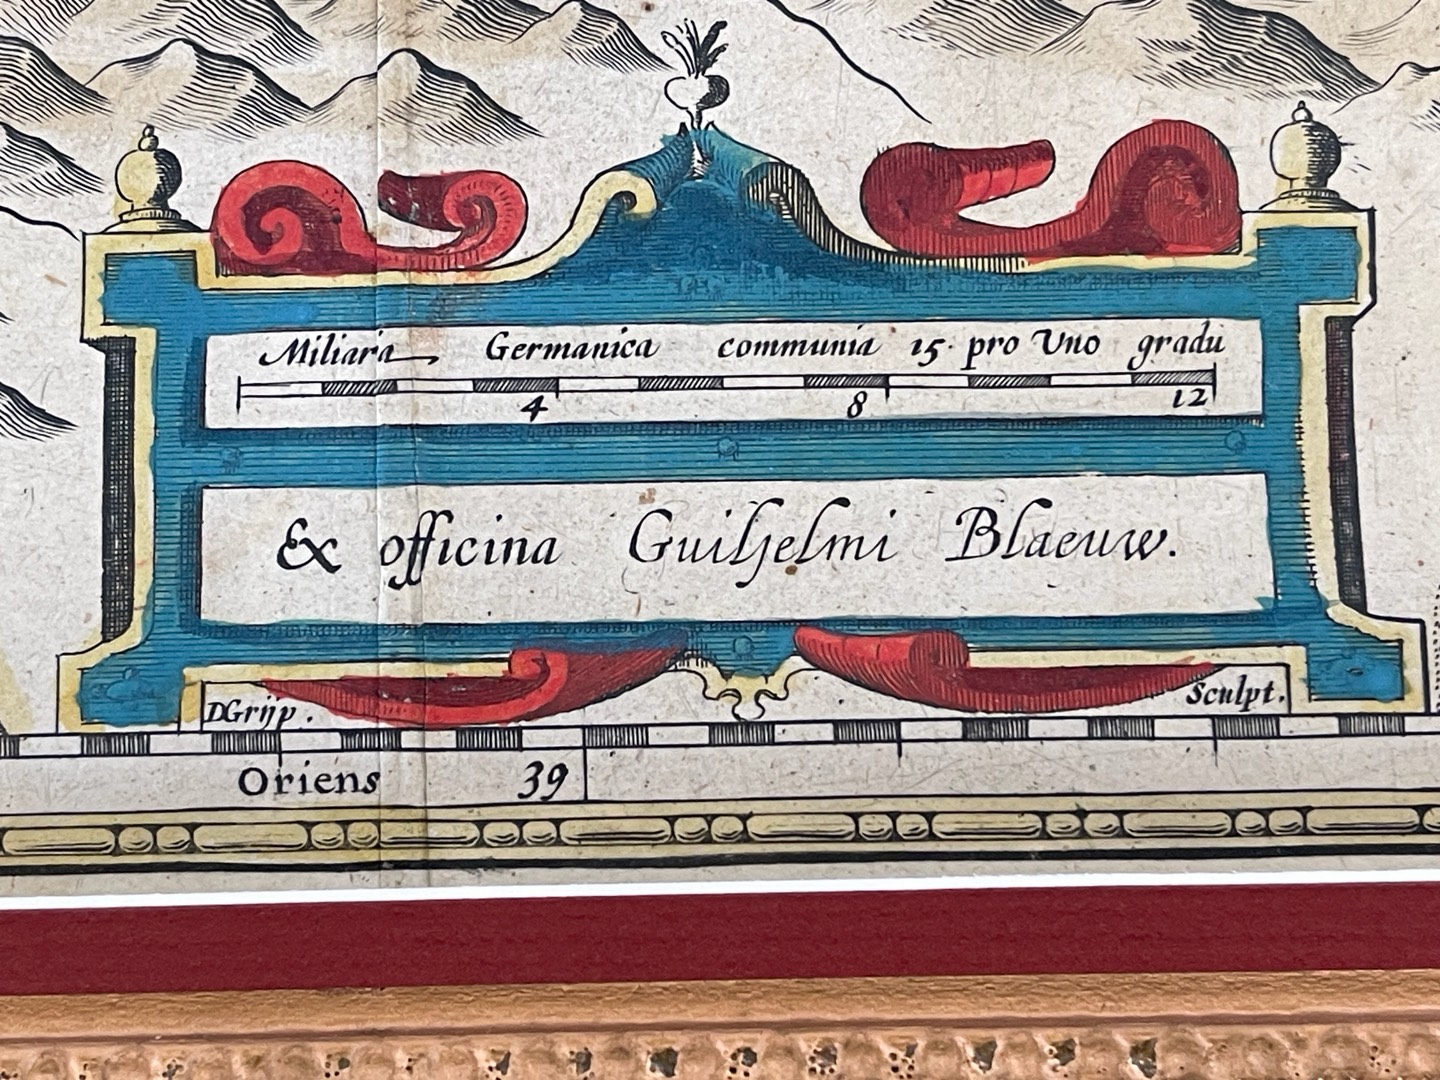 Miliaria Germanica communia 15. pro Uno gradu
4 8 12
Ex officina Guiljelmi Blaeuw.
DGrijp. Sculpt.
Oriens 39